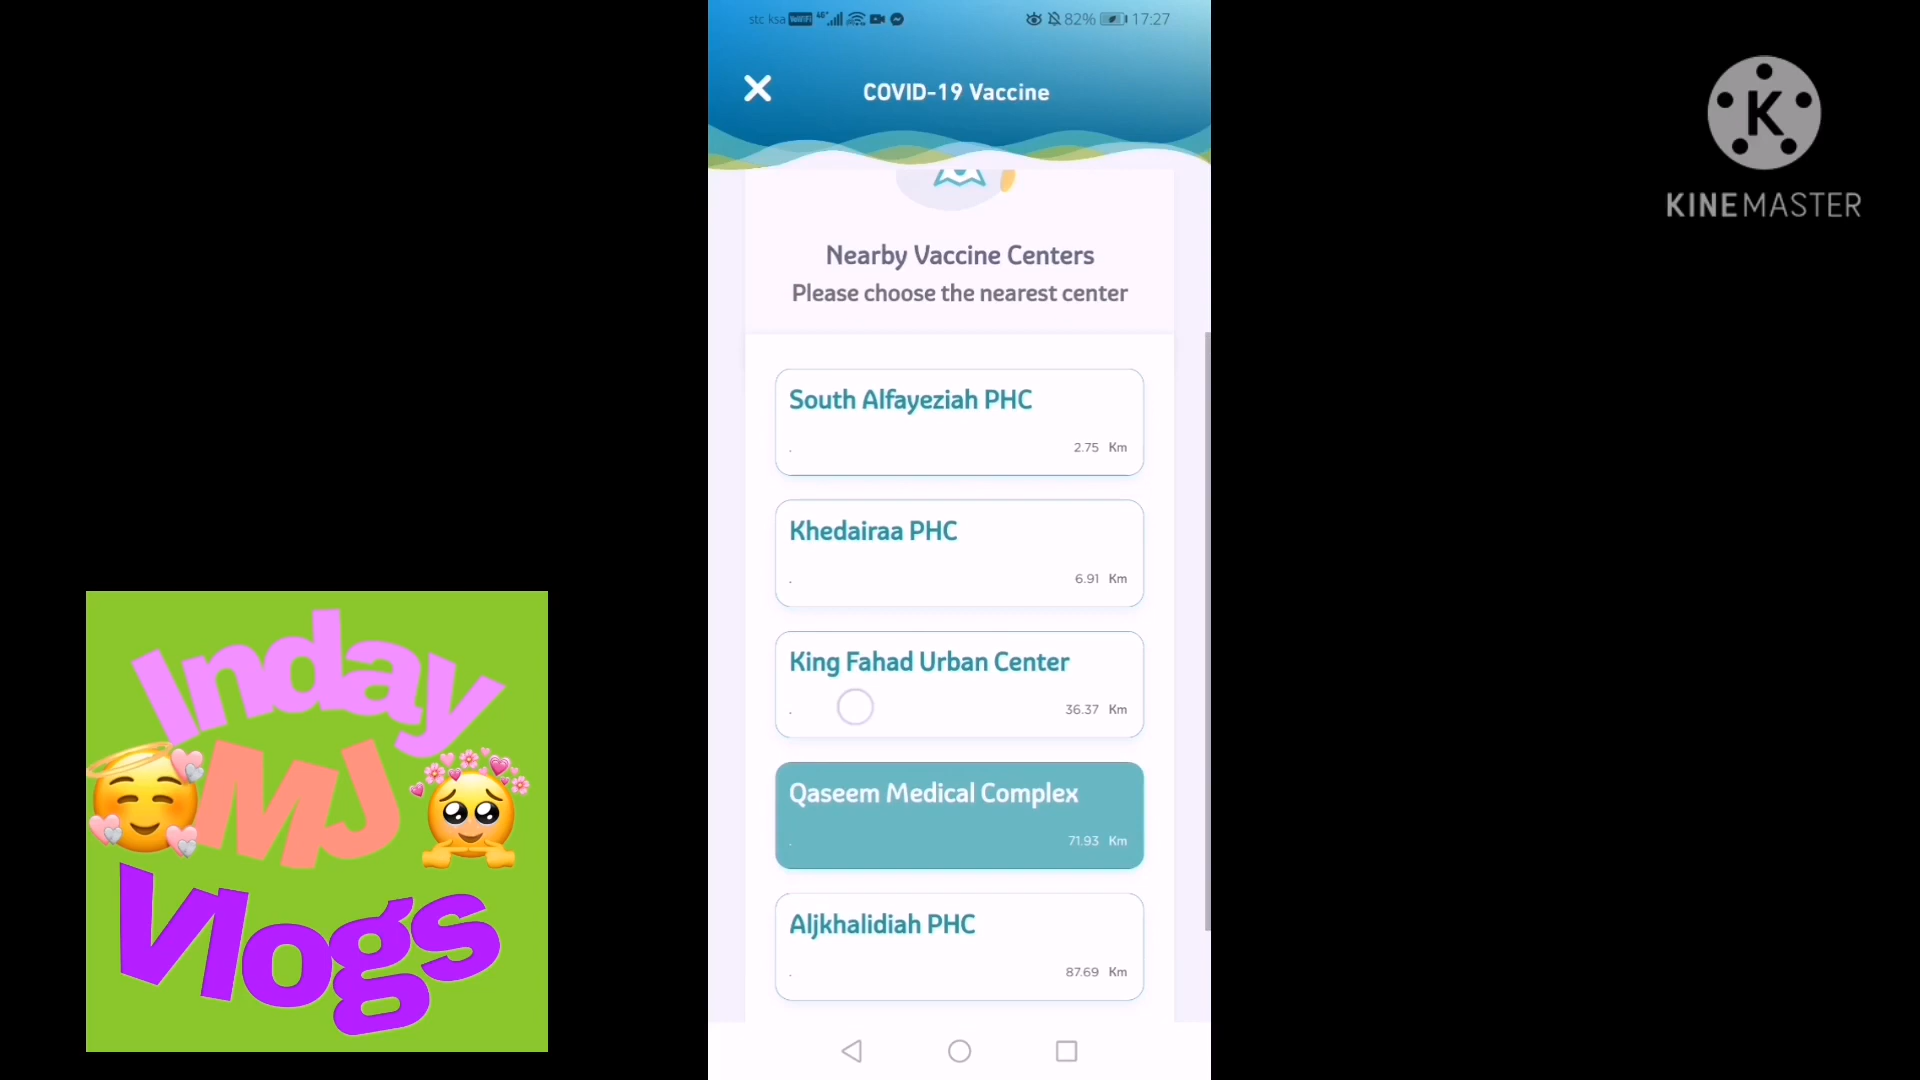 stc ksa VoWiFi 82% 17:27
COVID-19 Vaccine
Nearby Vaccine Centers
Please choose the nearest center
South Alfayeziah PHC
. 2.75 Km
Khedairaa PHC
. 6.91 Km
King Fahad Urban Center
. 36.37 Km
Qaseem Medical Complex
. 71.93 Km
Aljkhalidiah PHC
. 87.69 Km
Inday
MJ
Vlogs
K
KINEMASTER